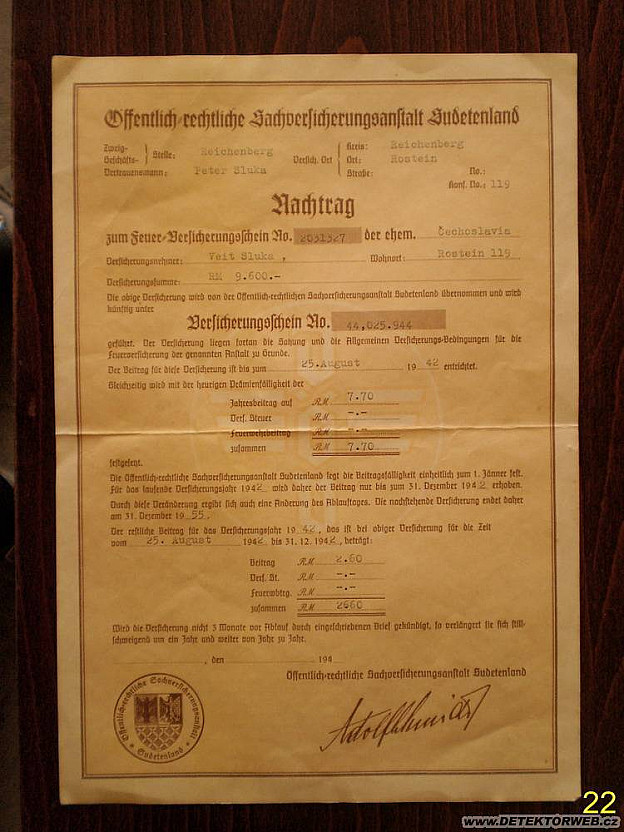 Öffentlich-rechtliche Sachversicherungsanstalt Sudetenland
Zweig- Geschäfts- } Stelle: Reichenberg Versich. Ort { Kreis: Reichenberg
Vertrauensmann: Peter Sluka Ort: Rostein
Straße: No.:
Konf. No.: 119
Nachtrag
zum Feuer-Versicherungsschein No. 2031327 der ehem. Čechoslavia
Versicherungsnehmer: Veit Sluka, Wohnort: Rostein 119
Versicherungssumme: RM 9.600.-
Die obige Versicherung wird von der Öffentlich-rechtlichen Sachversicherungsanstalt Sudetenland übernommen und wird
künftig unter
Versicherungsschein No. 44,025.944
geführt. Der Versicherung liegen fortan die Satzung und die Allgemeinen Versicherungs-Bedingungen für die
Feuerversicherung der genannten Anstalt zu Grunde.
Der Beitrag für diese Versicherung ist bis zum 25.August 1942 entrichtet.
Gleichzeitig wird mit der heurigen Prämienfälligkeit der
Jahresbeitrag auf RM 7.70
Vers. Steuer RM -.-
Feuerwehrbeitrag RM -.-
zusammen RM 7.70
festgesetzt.
Die Öffentlich-rechtliche Sachversicherungsanstalt Sudetenland legt die Beitragsfälligkeit einheitlich zum 1. Jänner fest.
Für das laufende Versicherungsjahr 1942 wird daher der Beitrag nur bis zum 31. Dezember 1942 erhoben.
Durch diese Veränderung ergibt sich auch eine Änderung des Ablauftages. Die nachstehende Versicherung endet daher
am 31. Dezember 1955.
Der restliche Beitrag für das Versicherungsjahr 1942, das ist bei obiger Versicherung für die Zeit
vom 25. August 1942 bis 31.12.1942, beträgt:
Beitrag RM 2.60
Vers. St. RM -.-
Feuerwbtrg. RM -.-
zusammen RM 2660
Wird die Versicherung nicht 3 Monate vor Ablauf durch eingeschriebenen Brief gekündigt, so verlängert sie sich still-
schweigend um ein Jahr und weiter von Jahr zu Jahr.
, den 194
Öffentlich-rechtliche Sachversicherungsanstalt Sudetenland
Öffentlich-rechtliche Sachversicherungsanstalt
Sudetenland
22
WWW.DETEKTORWEB.CZ